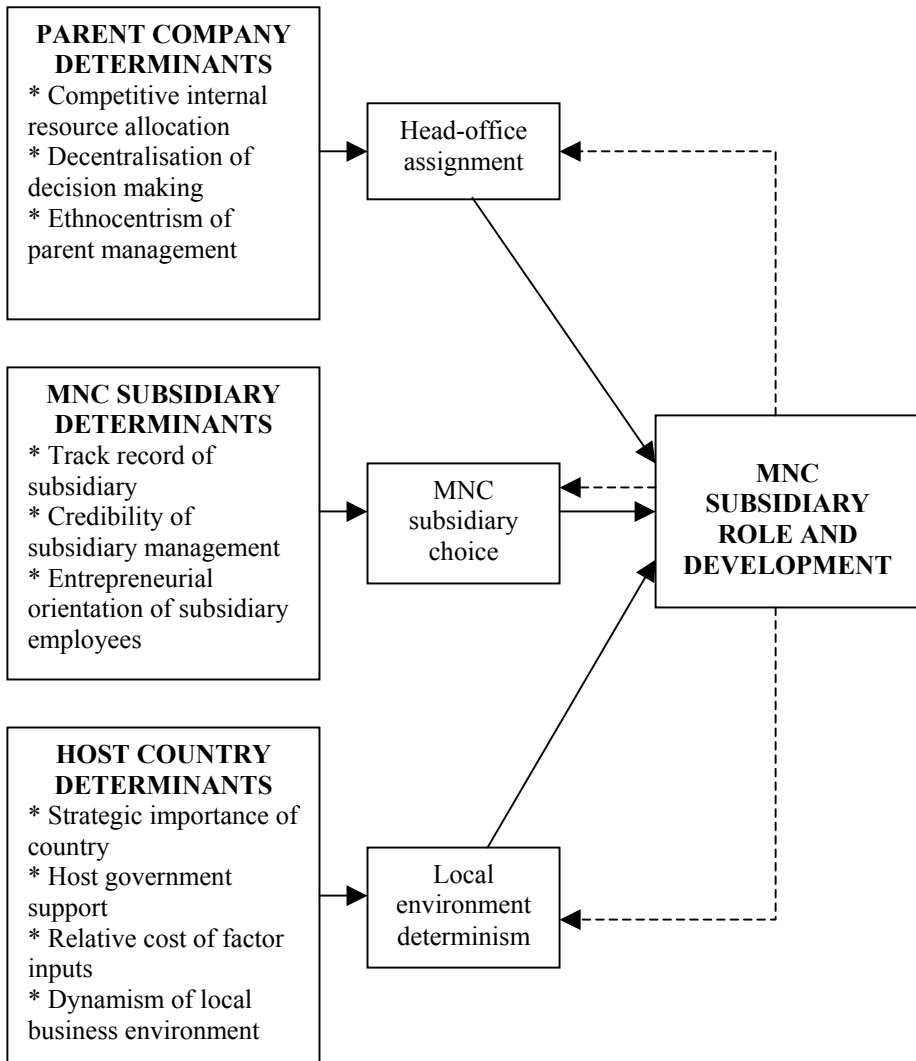 PARENT COMPANY
DETERMINANTS
* Competitive internal
resource allocation
* Decentralisation of
decision making
* Ethnocentrism of
parent management
Head-office
assignment
MNC SUBSIDIARY
DETERMINANTS
* Track record of
subsidiary
* Credibility of
subsidiary management
* Entrepreneurial
orientation of subsidiary
employees
MNC
subsidiary
choice
MNC
SUBSIDIARY
ROLE AND
DEVELOPMENT
HOST COUNTRY
DETERMINANTS
* Strategic importance of
country
* Host government
support
* Relative cost of factor
inputs
* Dynamism of local
business environment
Local
environment
determinism